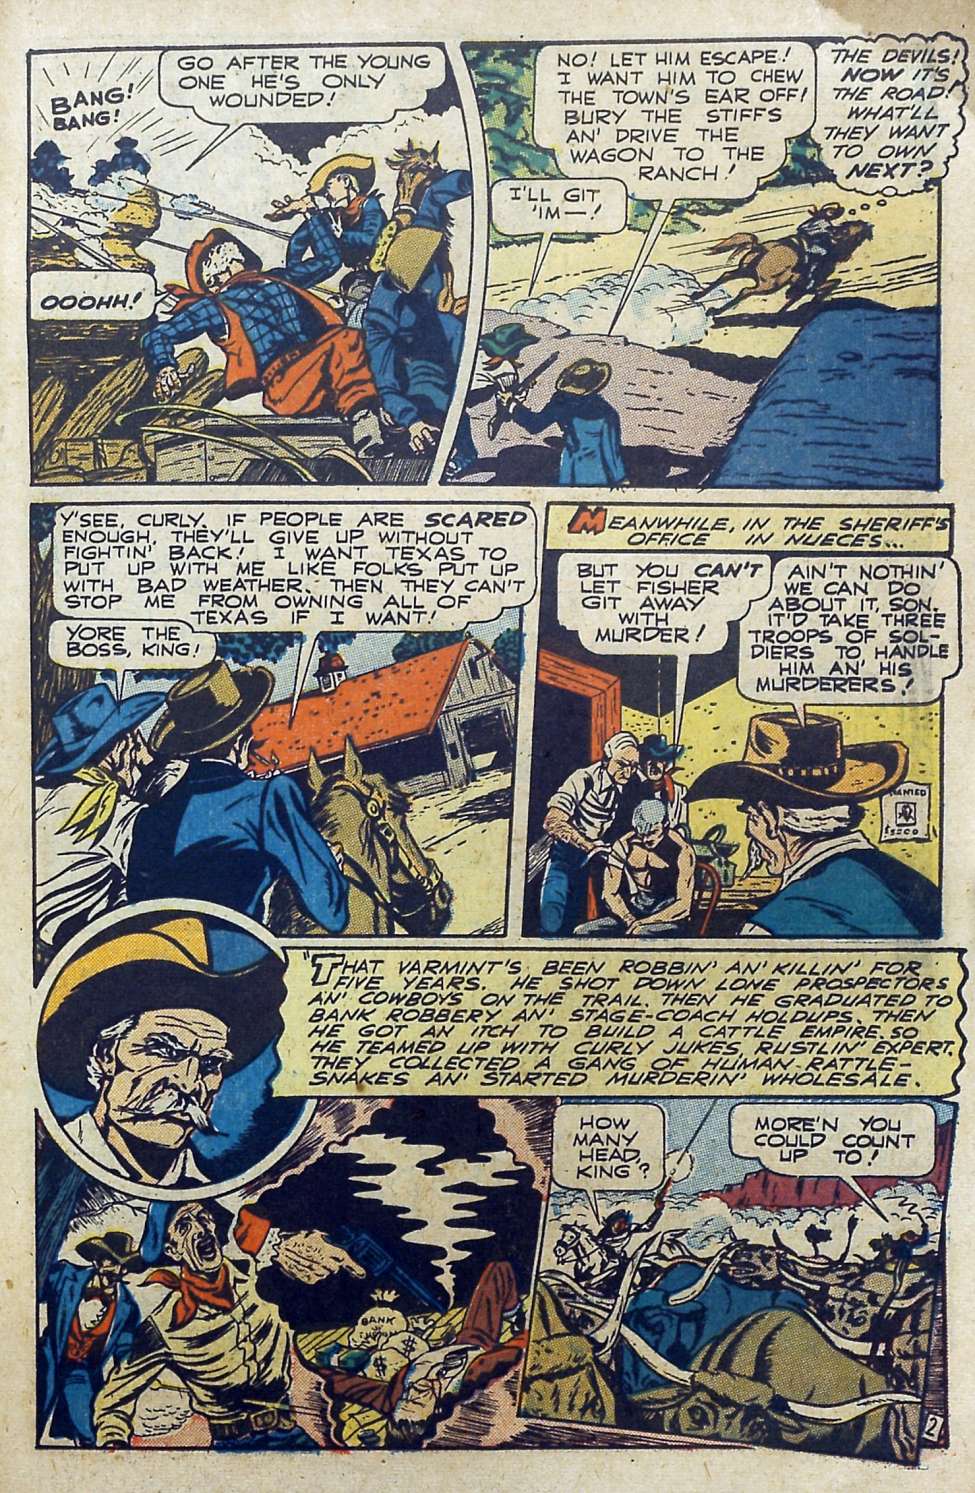 BANG!
BANG!
GO AFTER THE YOUNG
ONE HE'S ONLY
WOUNDED!
OOOHH!
NO! LET HIM ESCAPE!
I WANT HIM TO CHEW
THE TOWN'S EAR OFF!
BURY THE STIFFS
AN' DRIVE THE
WAGON TO THE
RANCH!
I'LL GIT
'IM—!
THE DEVILS!
NOW IT'S
THE ROAD!
WHAT'LL
THEY WANT
TO OWN
NEXT?
Y'SEE, CURLY, IF PEOPLE ARE SCARED
ENOUGH, THEY'LL GIVE UP WITHOUT
FIGHTIN' BACK! I WANT TEXAS TO
PUT UP WITH ME LIKE FOLKS PUT UP
WITH BAD WEATHER. THEN THEY CAN'T
STOP ME FROM OWNING ALL OF
TEXAS IF I WANT!
YORE THE
BOSS, KING!
MEANWHILE, IN THE SHERIFF'S
OFFICE IN NUECES...
BUT YOU CAN'T
LET FISHER
GIT AWAY
WITH
MURDER!
AIN'T NOTHIN'
WE CAN DO
ABOUT IT, SON.
IT'D TAKE THREE
TROOPS OF SOL-
DIERS TO HANDLE
HIM AN' HIS
MURDERERS!
WANTED
"THAT VARMINT'S BEEN ROBBIN' AN' KILLIN' FOR
FIVE YEARS. HE SHOT DOWN LONE PROSPECTORS
AN' COWBOYS ON THE TRAIL. THEN HE GRADUATED TO
BANK ROBBERY AN' STAGE-COACH HOLDUPS. THEN
HE GOT AN ITCH TO BUILD A CATTLE EMPIRE, SO
HE TEAMED UP WITH CURLY JUKES, RUSTLIN' EXPERT.
THEY COLLECTED A GANG OF HUMAN RATTLE-
SNAKES AN' STARTED MURDERIN' WHOLESALE.
BANK
$
$
HOW
MANY
HEAD,
KING?
MORE'N YOU
COULD COUNT
UP TO!
2